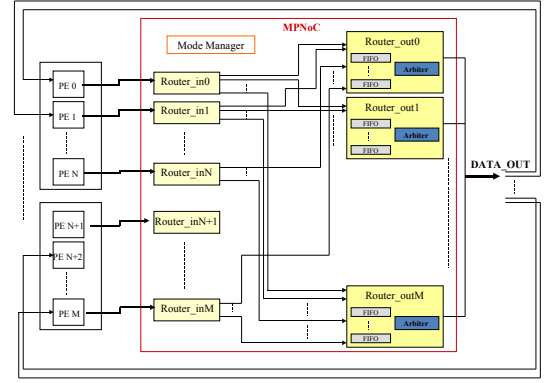 MPNoC
Mode Manager
PE 0
PE 1
PE N
PE N+1
PE N+2
PE M
Router_in0
Router_in1
Router_inN
Router_inN+1
Router_inM
Router_out0
FIFO
Arbiter
FIFO
Router_out1
FIFO
Arbiter
FIFO
Router_outM
FIFO
Arbiter
FIFO
DATA_OUT